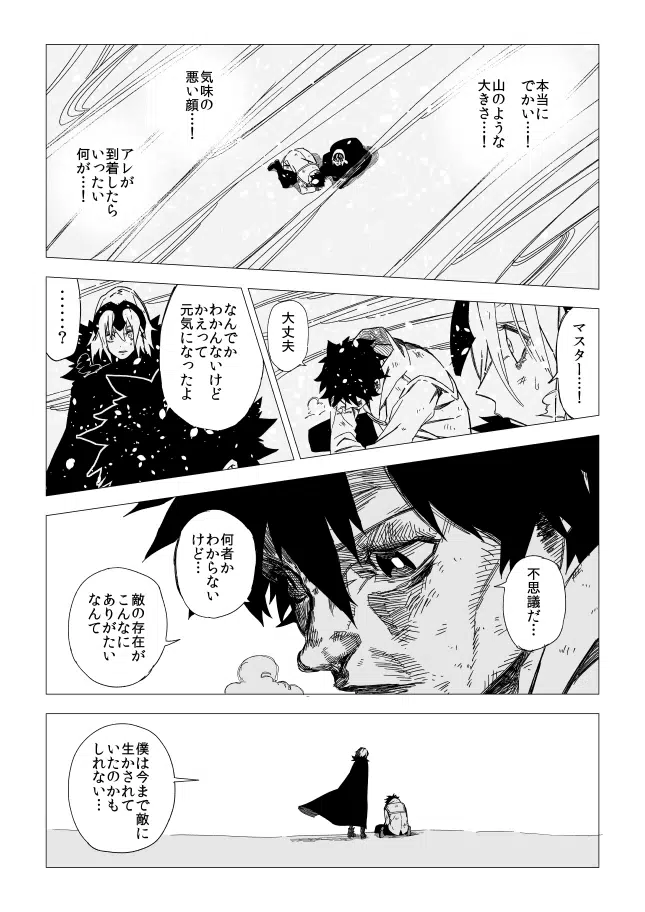 本当に
でかい…！
山のような
大きさ…！
気味の
悪い顔…！
アレが
到着したら
いったい
何が…！
マスター…！
大丈夫
なんでか
わかんないけど
かえって
元気になったよ
……？
不思議だ…
何者か
わからない
けど…
敵の存在が
こんなに
ありがたい
なんて
僕は今まで敵に
生かされて
いたのかも
しれない…